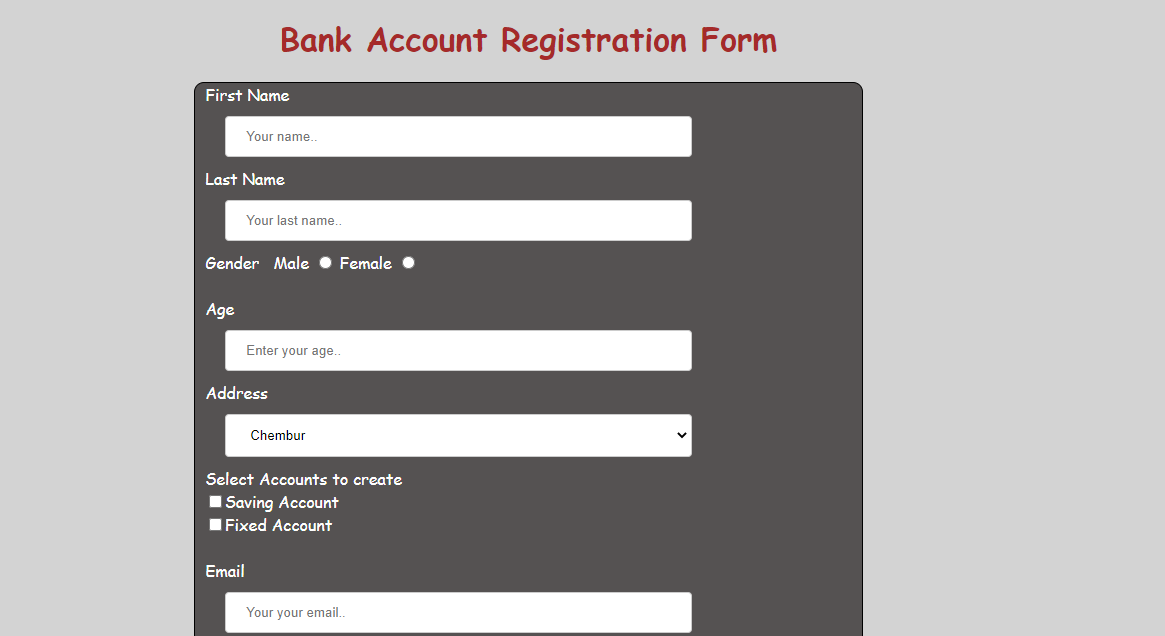 Bank Account Registration Form
First Name
Your name..
Last Name
Your last name..
Gender Male Female
Age
Enter your age..
Address
Chembur
Select Accounts to create
Saving Account
Fixed Account
Email
Your your email..